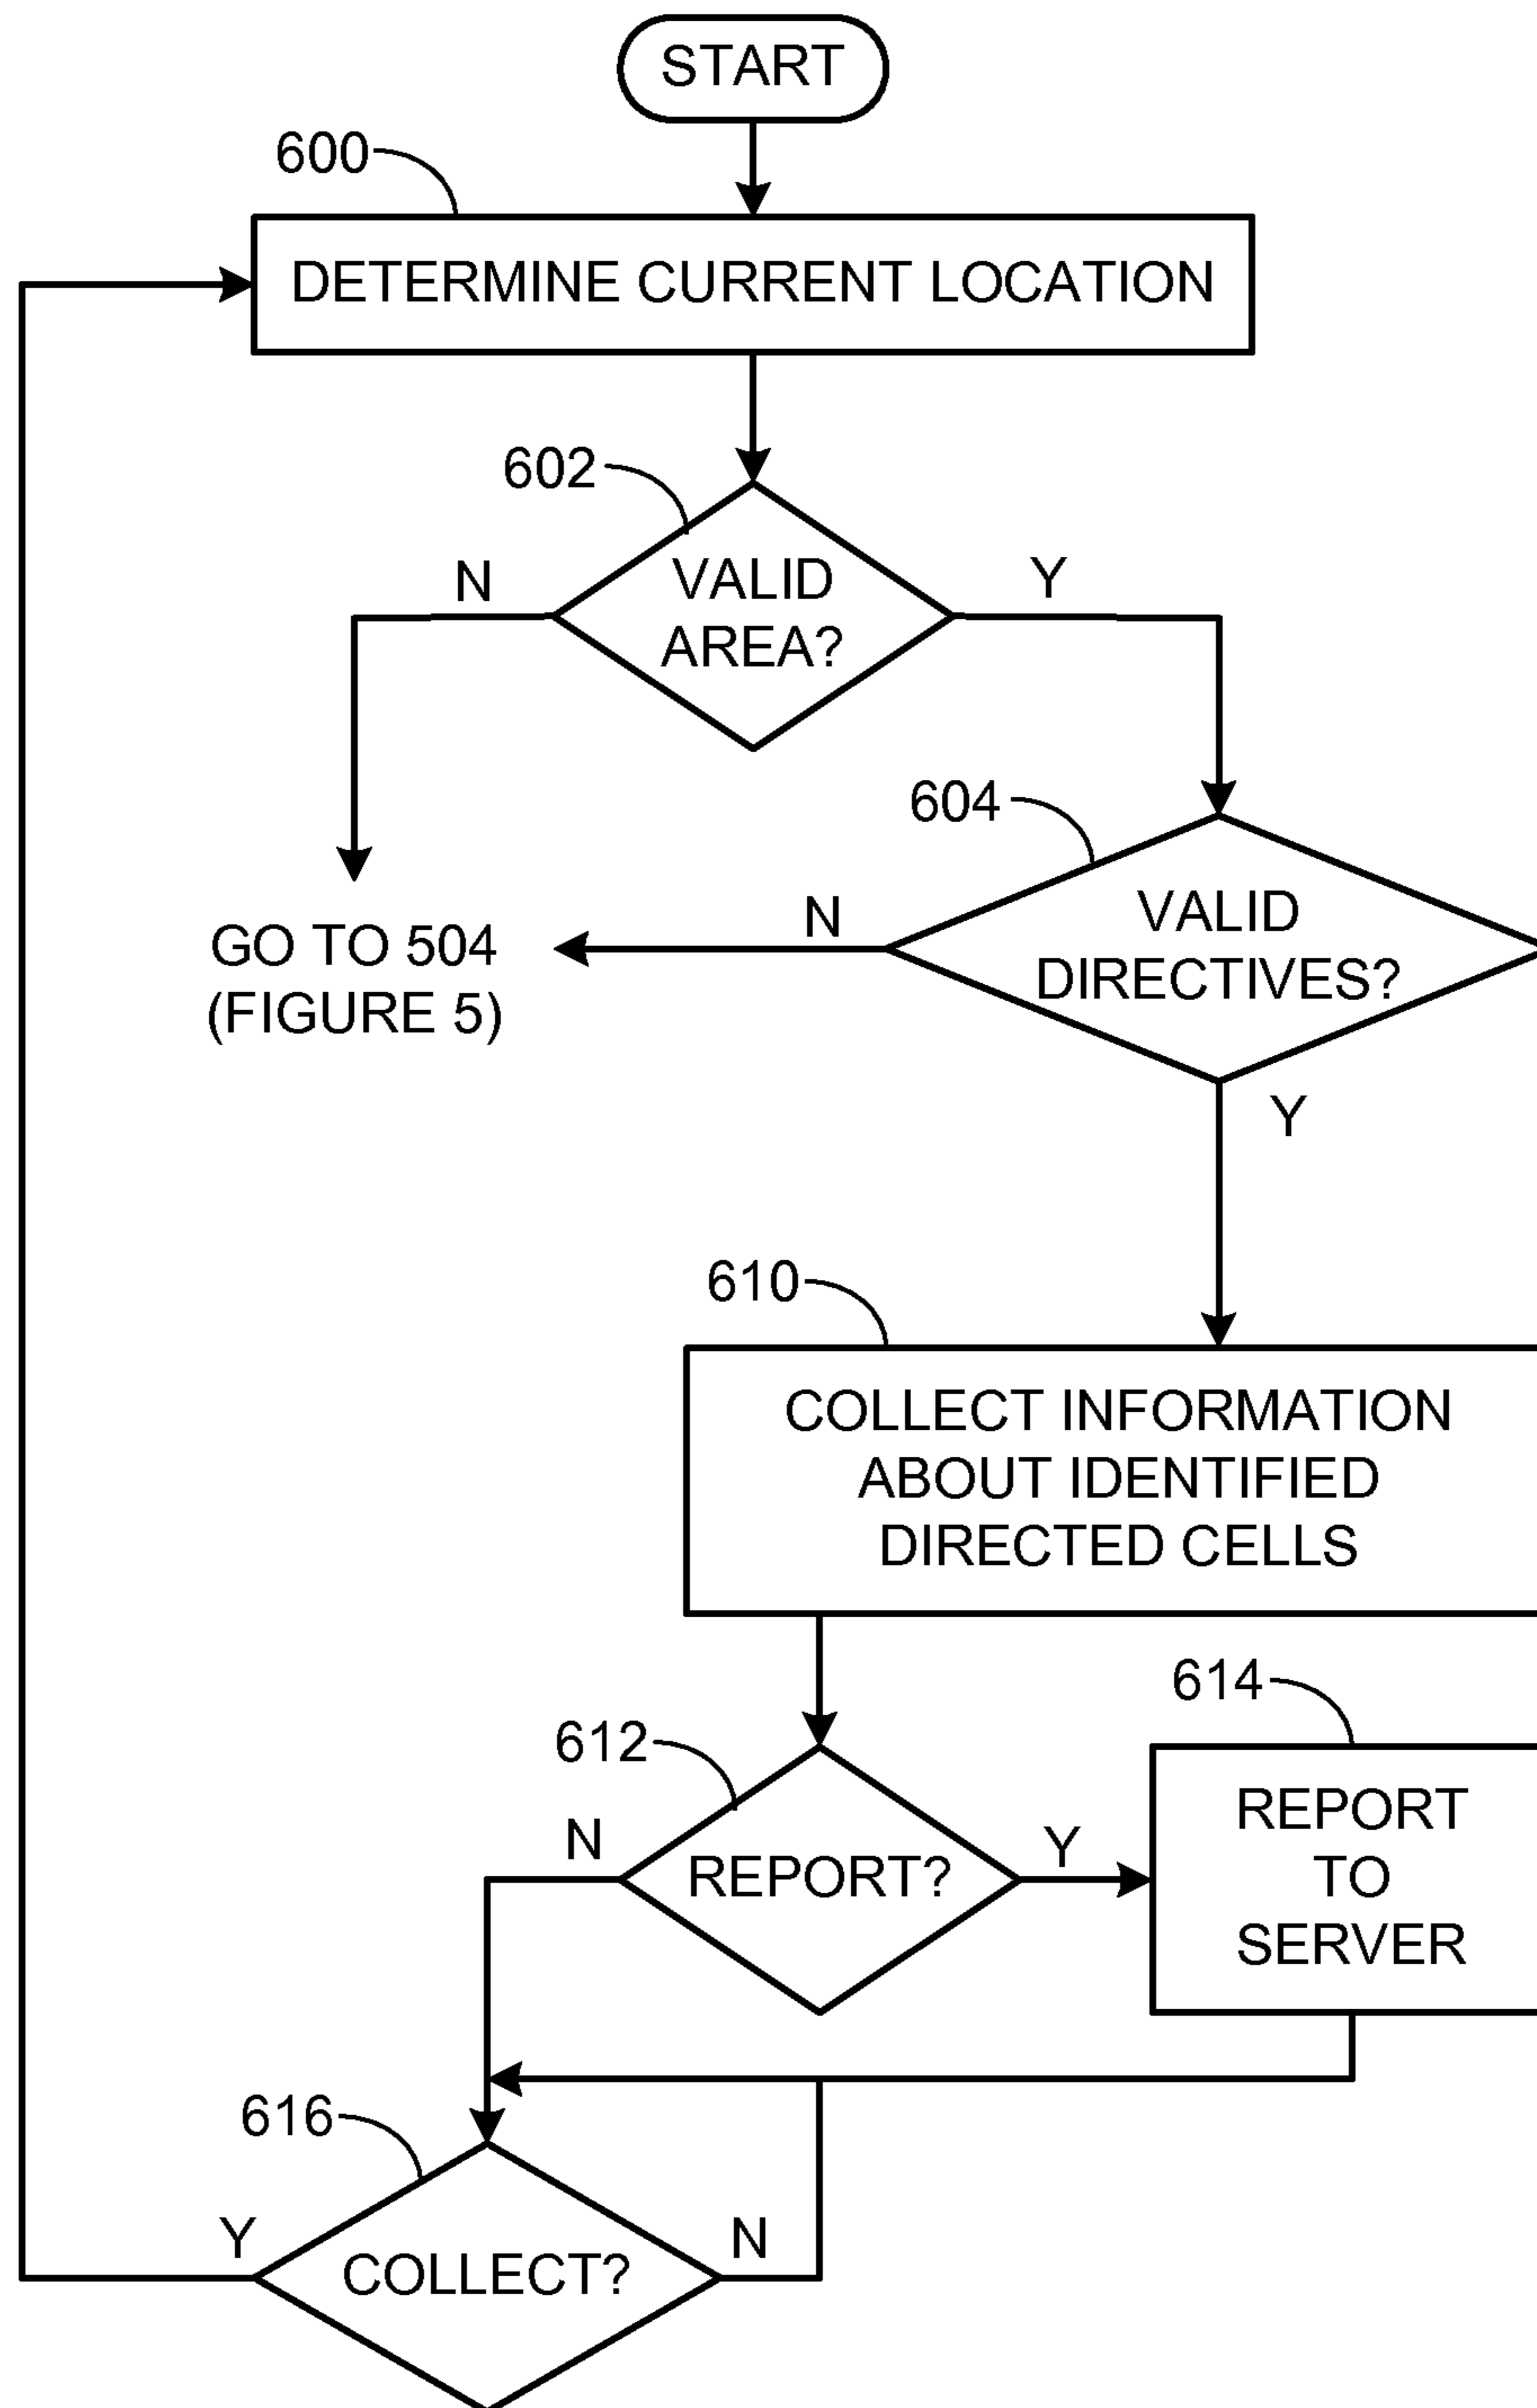 START
600
DETERMINE CURRENT LOCATION
602
N
VALID
AREA?
Y
604
N
VALID
DIRECTIVES?
GO TO 504
(FIGURE 5)
Y
610
COLLECT INFORMATION
ABOUT IDENTIFIED
DIRECTED CELLS
614
612
N
REPORT?
Y
REPORT
TO
SERVER
616
Y
COLLECT?
N